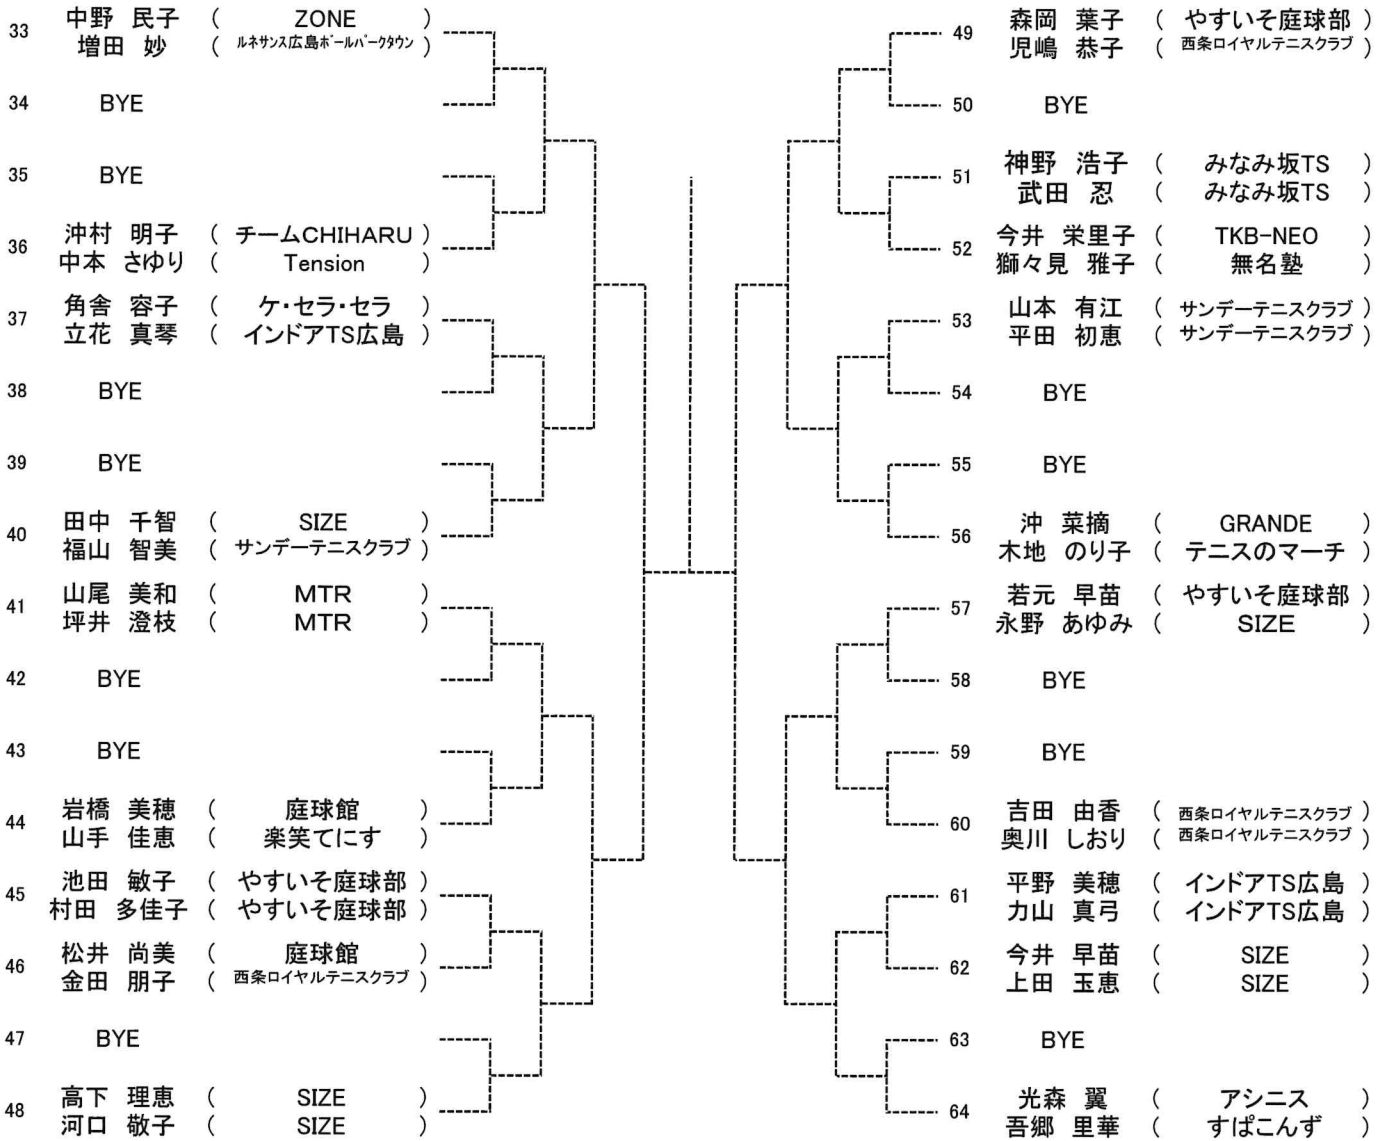 33 中野 民子 ( ZONE )
増田 妙 ( ルネサンス広島ボールパークタウン )
34 BYE
35 BYE
36 沖村 明子 ( チームCHIHARU )
中本 さゆり ( Tension )
37 角舎 容子 ( ケ・セラ・セラ )
立花 真琴 ( インドアTS広島 )
38 BYE
39 BYE
40 田中 千智 ( SIZE )
福山 智美 ( サンデーテニスクラブ )
41 山尾 美和 ( MTR )
坪井 澄枝 ( MTR )
42 BYE
43 BYE
44 岩橋 美穂 ( 庭球館 )
山手 佳恵 ( 楽笑てにす )
45 池田 敏子 ( やすいそ庭球部 )
村田 多佳子 ( やすいそ庭球部 )
46 松井 尚美 ( 庭球館 )
金田 朋子 ( 西条ロイヤルテニスクラブ )
47 BYE
48 高下 理恵 ( SIZE )
河口 敬子 ( SIZE )
49 森岡 葉子 ( やすいそ庭球部 )
児嶋 恭子 ( 西条ロイヤルテニスクラブ )
50 BYE
51 神野 浩子 ( みなみ坂TS )
武田 忍 ( みなみ坂TS )
52 今井 栄里子 ( TKB-NEO )
獅々見 雅子 ( 無名塾 )
53 山本 有江 ( サンデーテニスクラブ )
平田 初恵 ( サンデーテニスクラブ )
54 BYE
55 BYE
56 沖 菜摘 ( GRANDE )
木地 のり子 ( テニスのマーチ )
57 若元 早苗 ( やすいそ庭球部 )
永野 あゆみ ( SIZE )
58 BYE
59 BYE
60 吉田 由香 ( 西条ロイヤルテニスクラブ )
奥川 しおり ( 西条ロイヤルテニスクラブ )
61 平野 美穂 ( インドアTS広島 )
力山 真弓 ( インドアTS広島 )
62 今井 早苗 ( SIZE )
上田 玉恵 ( SIZE )
63 BYE
64 光森 翼 ( アシニス )
吾郷 里華 ( すぱこんず )